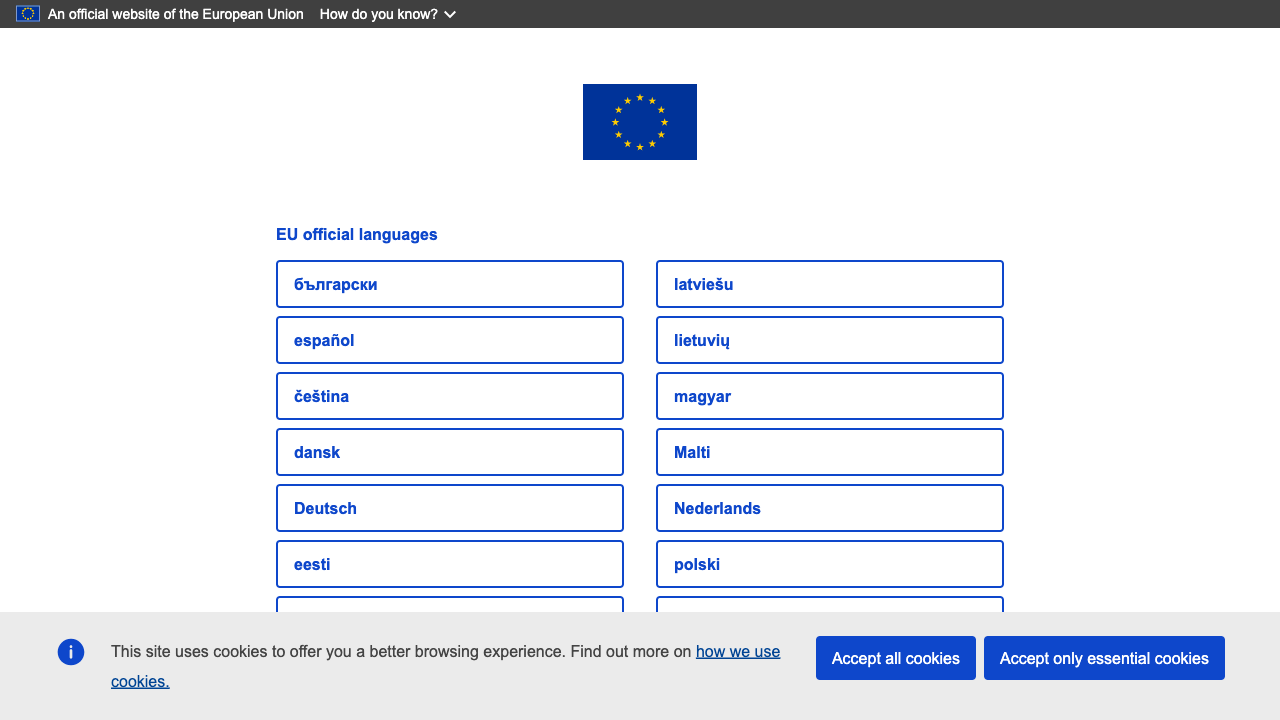 An official website of the European Union How do you know?
EU official languages
български
latviešu
español
lietuvių
čeština
magyar
dansk
Malti
Deutsch
Nederlands
eesti
polski
This site uses cookies to offer you a better browsing experience. Find out more on how we use
cookies.
Accept all cookies
Accept only essential cookies